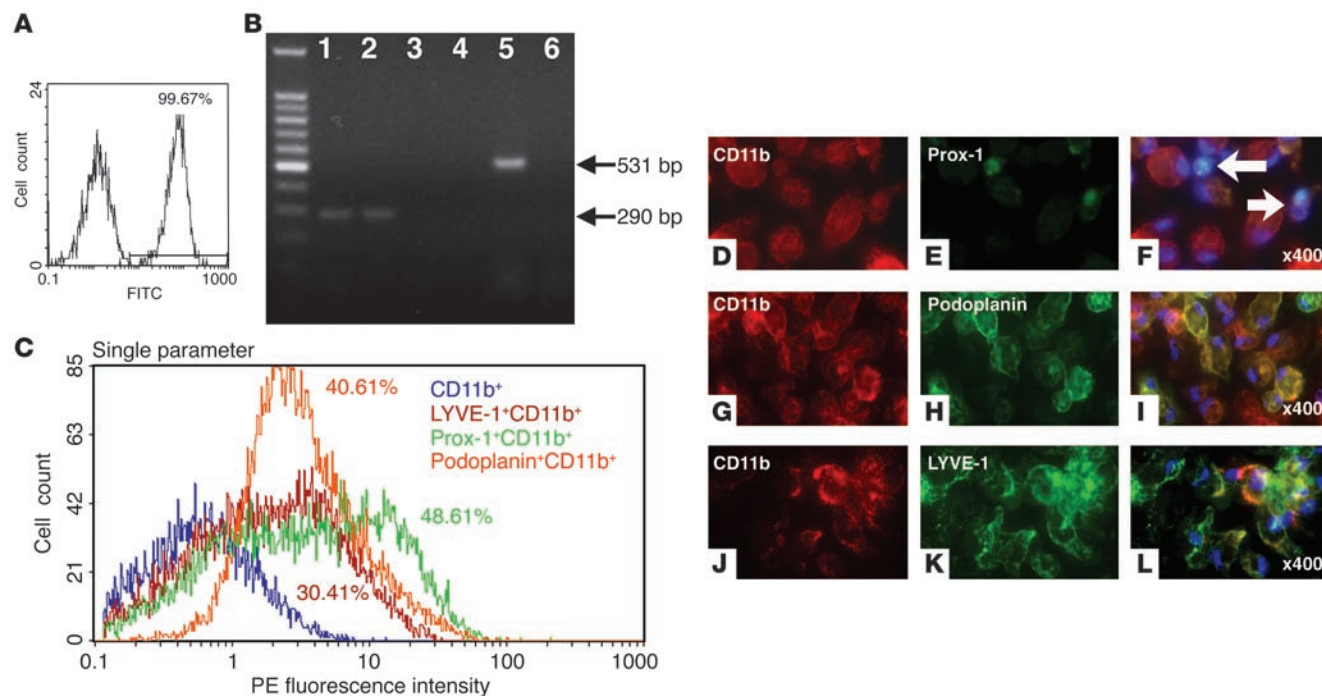 A
24
99.67%
Cell count
0
0.1
1000
FITC
B
1 2 3 4 5 6
531 bp
290 bp
C
Single parameter
85
63
42
21
0
Cell count
40.61%
CD11b⁺
LYVE-1⁺CD11b⁺
Prox-1⁺CD11b⁺
Podoplanin⁺CD11b⁺
48.61%
30.41%
0.1 1 10 100 1000
PE fluorescence intensity
CD11b
D
Prox-1
E
F
x400
CD11b
G
Podoplanin
H
I
x400
CD11b
J
LYVE-1
K
L
x400